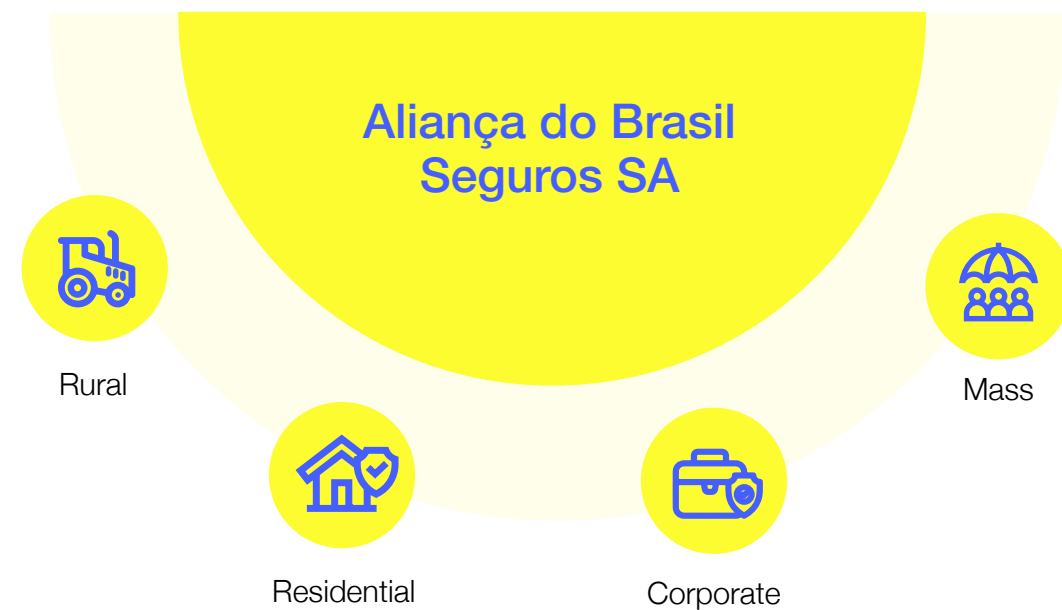 Aliança do Brasil
Seguros SA
Rural
Mass
Residential
Corporate